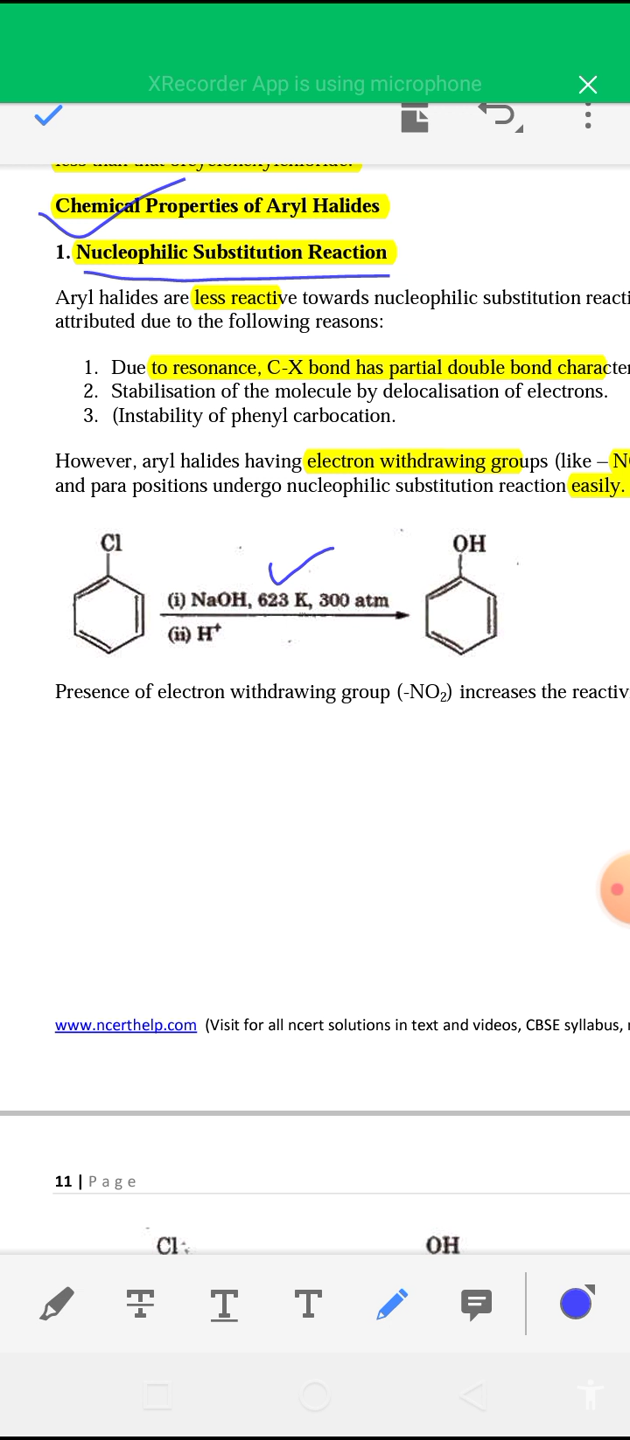 XRecorder App is using microphone
less than that of cyclohexylchloride.
Chemical Properties of Aryl Halides
1. Nucleophilic Substitution Reaction
Aryl halides are less reactive towards nucleophilic substitution reacti
attributed due to the following reasons:
1. Due to resonance, C-X bond has partial double bond character
2. Stabilisation of the molecule by delocalisation of electrons.
3. (Instability of phenyl carbocation.
However, aryl halides having electron withdrawing groups (like – N
and para positions undergo nucleophilic substitution reaction easily.
Cl OH
(i) NaOH, 623 K, 300 atm
(ii) H⁺
Presence of electron withdrawing group (-NO₂) increases the reactiv
www.ncerthelp.com (Visit for all ncert solutions in text and videos, CBSE syllabus,
11 | Page
Cl OH
T T T